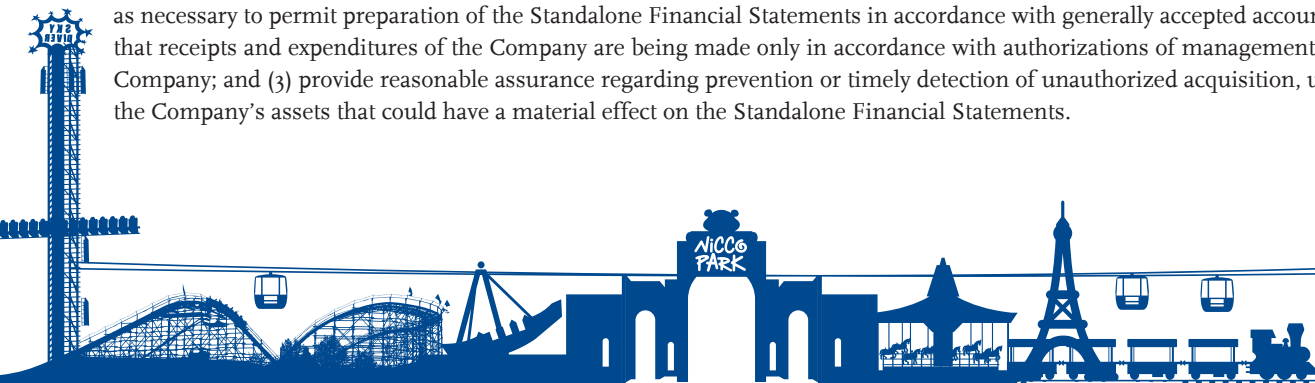 as necessary to permit preparation of the Standalone Financial Statements in accordance with generally accepted accou
that receipts and expenditures of the Company are being made only in accordance with authorizations of management
Company; and (3) provide reasonable assurance regarding prevention or timely detection of unauthorized acquisition, u
the Company's assets that could have a material effect on the Standalone Financial Statements.
SKY
DIVER
NICCO
PARK